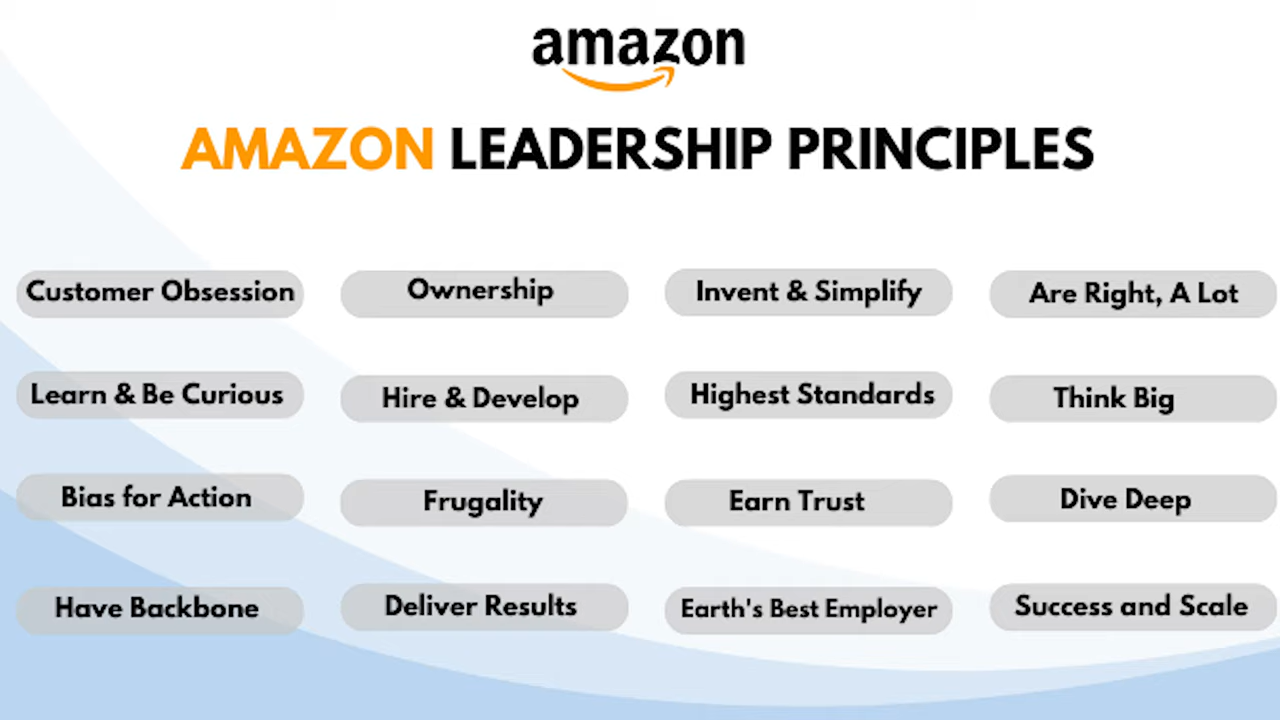 amazon
AMAZON LEADERSHIP PRINCIPLES
Customer Obsession
Ownership
Invent & Simplify
Are Right, A Lot
Learn & Be Curious
Hire & Develop
Highest Standards
Think Big
Bias for Action
Frugality
Earn Trust
Dive Deep
Have Backbone
Deliver Results
Earth's Best Employer
Success and Scale